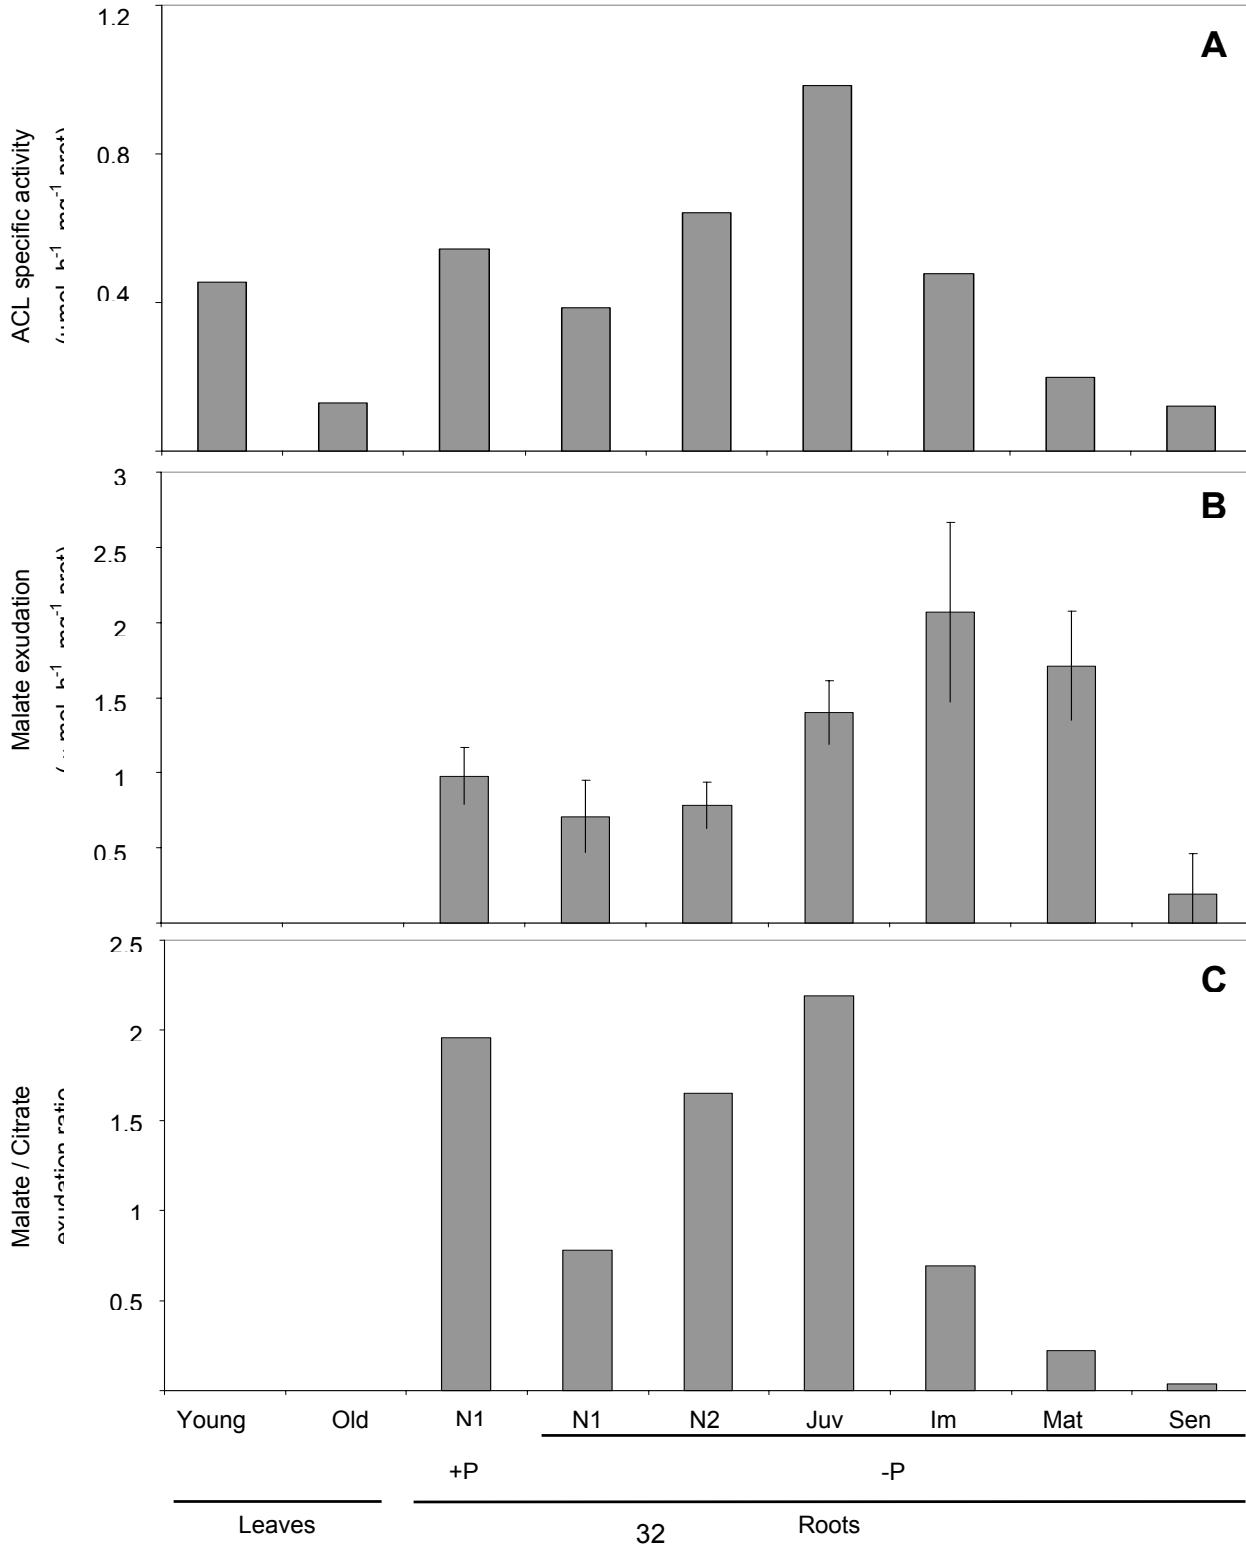 A
1.2
0.8
0.4
ACL specific activity
B
3
2.5
2
1.5
1
0.5
Malate exudation
C
2.5
2
1.5
1
0.5
Malate / Citrate
exudation ratio
Young Old N1 N1 N2 Juv Im Mat Sen
+P -P
Leaves Roots
32